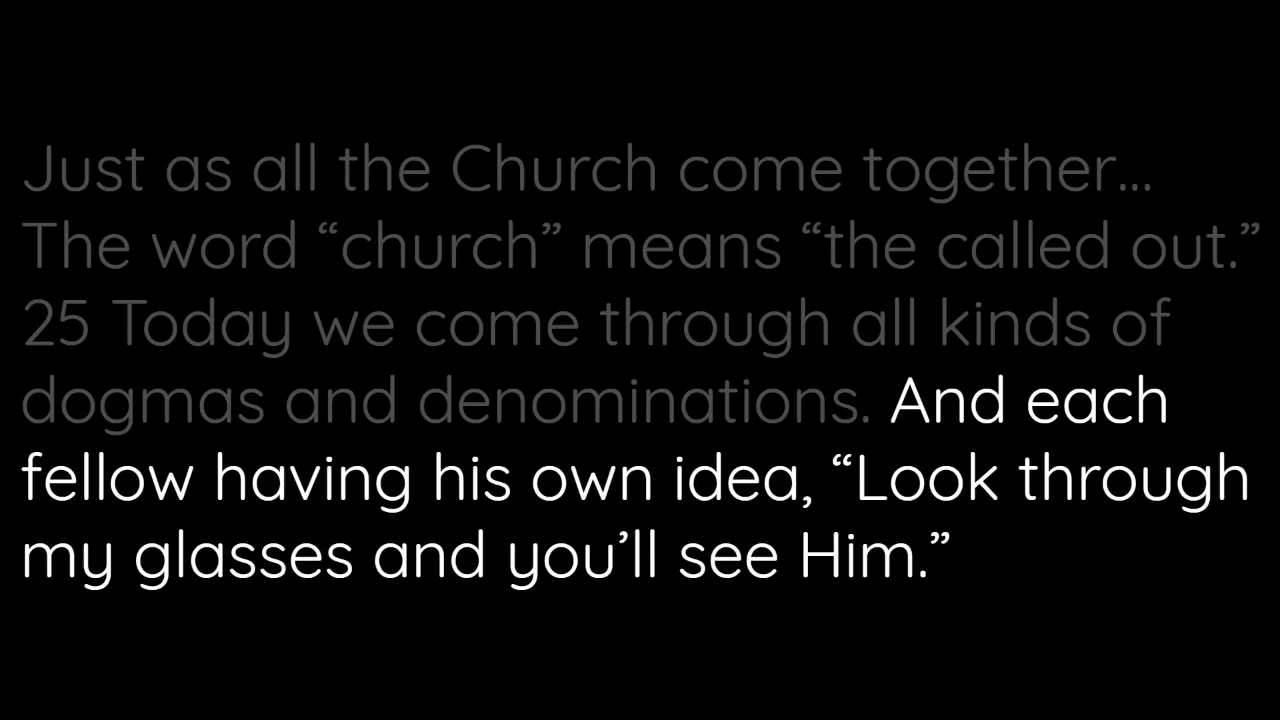 Just as all the Church come together...
The word “church” means “the called out.”
25 Today we come through all kinds of
dogmas and denominations. And each
fellow having his own idea, “Look through
my glasses and you’ll see Him.”